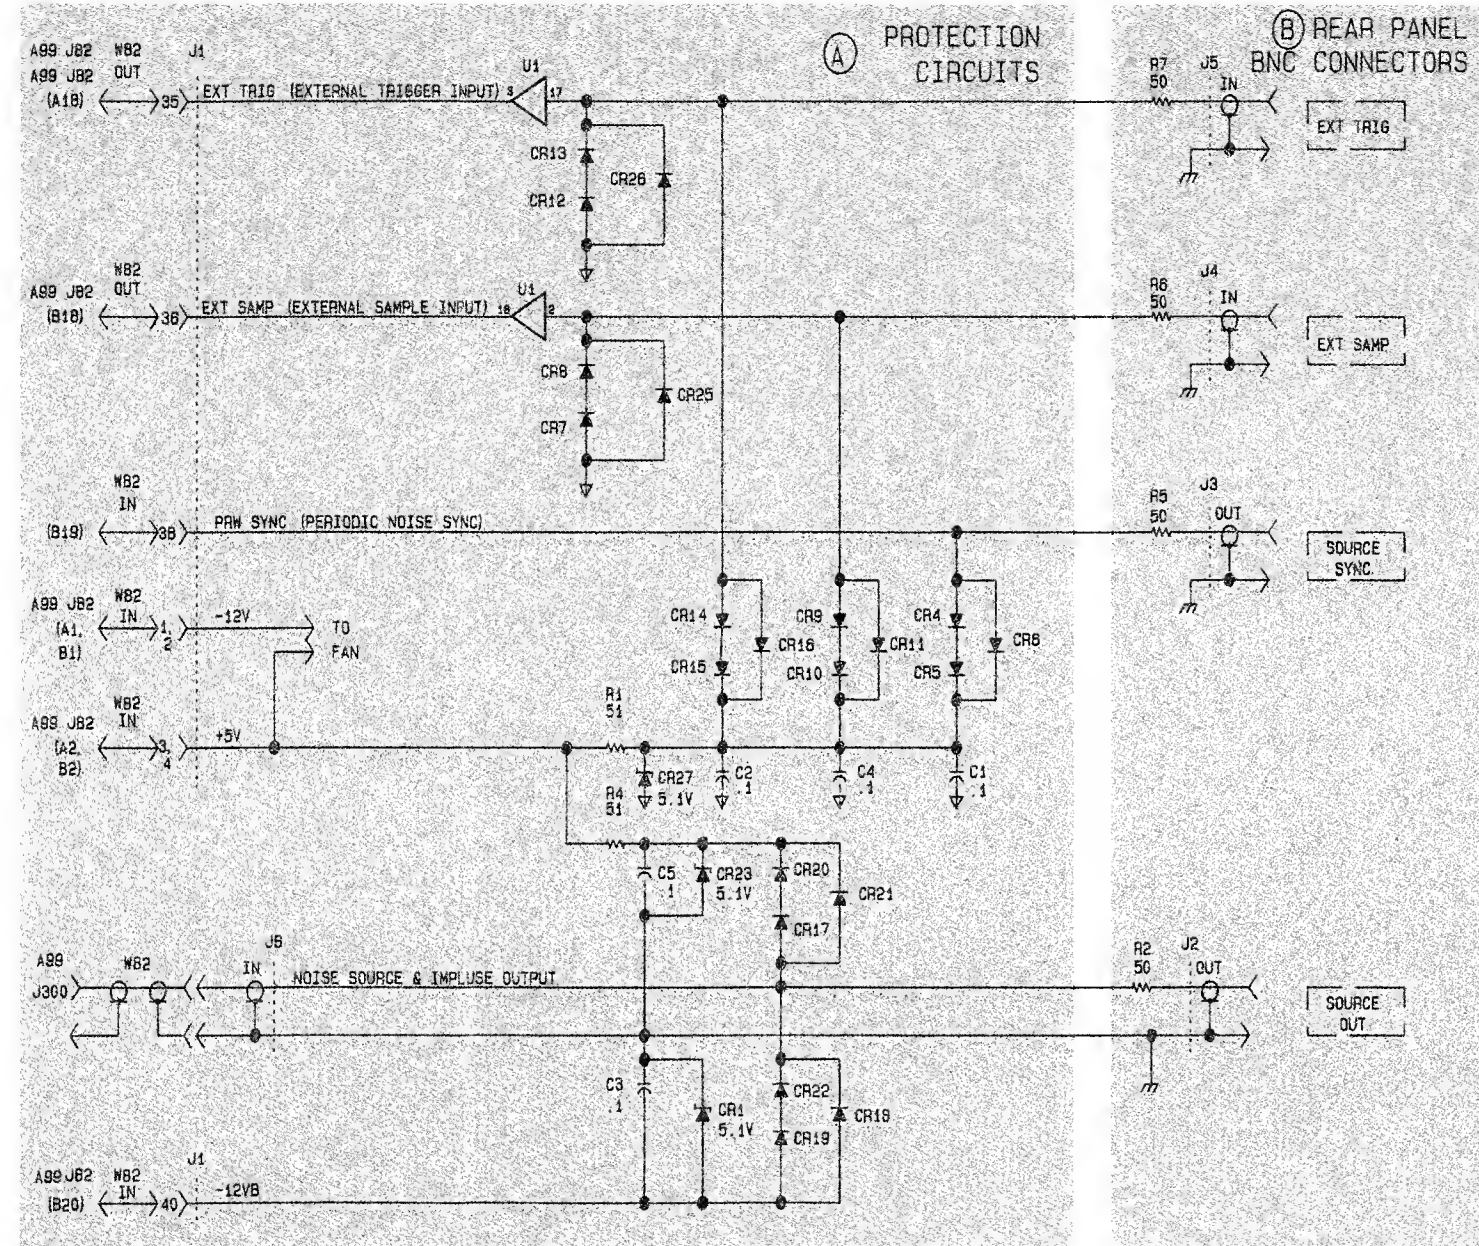 A PROTECTION CIRCUITS
B REAR PANEL BNC CONNECTORS
A99 J82 W82 J1
A99 J82 OUT
(A18) 35
EXT TRIG (EXTERNAL TRIGGER INPUT) 3
U1
17
R7
50
J5
IN
EXT TRIG
CR13
CR26
CR12
W82
A99 J82 OUT
(B18) 36
EXT SAMP (EXTERNAL SAMPLE INPUT) 18
U1
2
R6
50
J4
IN
EXT SAMP
CR8
CR25
CR7
W82
IN
(B19) 38
PRW SYNC (PERIODIC NOISE SYNC)
R5
50
J3
OUT
SOURCE
SYNC.
A99 J82 W82
(A1, IN 1,
B1) 2
-12V
TO
FAN
CR14
CR16
CR15
CR9
CR11
CR10
CR4
CR6
CR5
A99 J82 W82
(A2, IN 3,
B2) 4
+5V
R1
51
CR27
5.1V
C2
.1
C4
.1
C1
.1
R4
51
C5
.1
CR23
5.1V
CR20
CR21
CR17
A99
J300
W82
IN
J6
NOISE SOURCE & IMPLUSE OUTPUT
R2
50
J2
OUT
SOURCE
OUT
C3
.1
CR1
5.1V
CR22
CR18
CR19
A99 J82 W82 J1
(B20) IN 40
-12VB